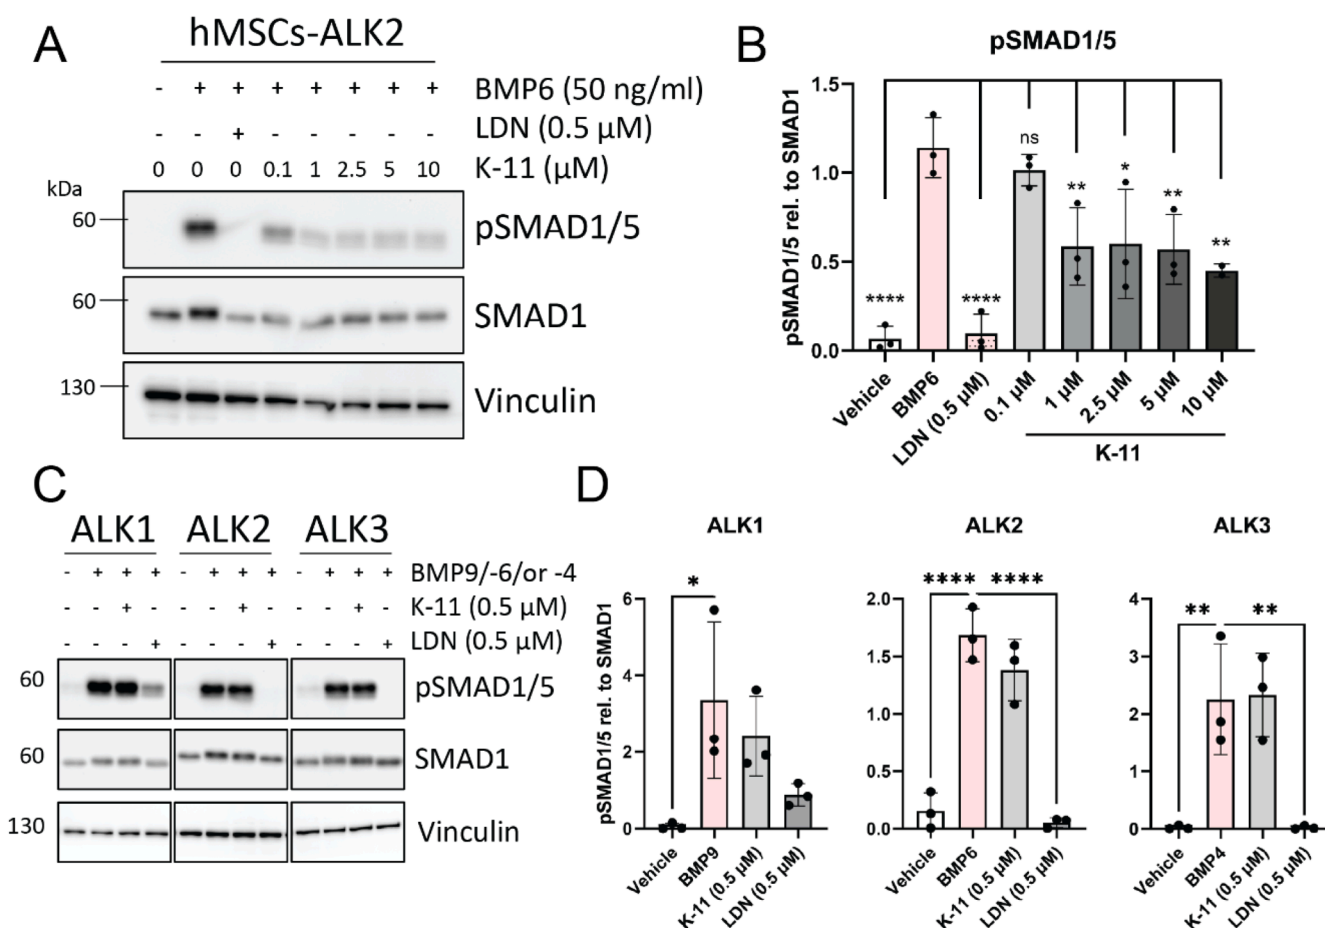 A
hMSCs-ALK2
- + + + + + + + BMP6 (50 ng/ml)
- - + - - - - - LDN (0.5 µM)
0 0 0 0.1 1 2.5 5 10 K-11 (µM)
kDa
60 pSMAD1/5
60 SMAD1
130 Vinculin
B
pSMAD1/5
pSMAD1/5 rel. to SMAD1
1.5
1.0
0.5
0.0
**** **** ns ** * ** **
Vehicle BMP6 LDN (0.5 µM) 0.1 µM 1 µM 2.5 µM 5 µM 10 µM
K-11
C
ALK1 ALK2 ALK3
- + + + - + + + - + + + BMP9/-6/or -4
- - + - - - + - - - + - K-11 (0.5 µM)
- - - + - - - + - - - + LDN (0.5 µM)
60 pSMAD1/5
60 SMAD1
130 Vinculin
D
ALK1
pSMAD1/5 rel. to SMAD1
6
4
2
0
*
Vehicle BMP9 K-11 (0.5 µM) LDN (0.5 µM)
ALK2
2.0
1.5
1.0
0.5
0.0
**** ****
Vehicle BMP6 K-11 (0.5 µM) LDN (0.5 µM)
ALK3
4
3
2
1
0
** **
Vehicle BMP4 K-11 (0.5 µM) LDN (0.5 µM)